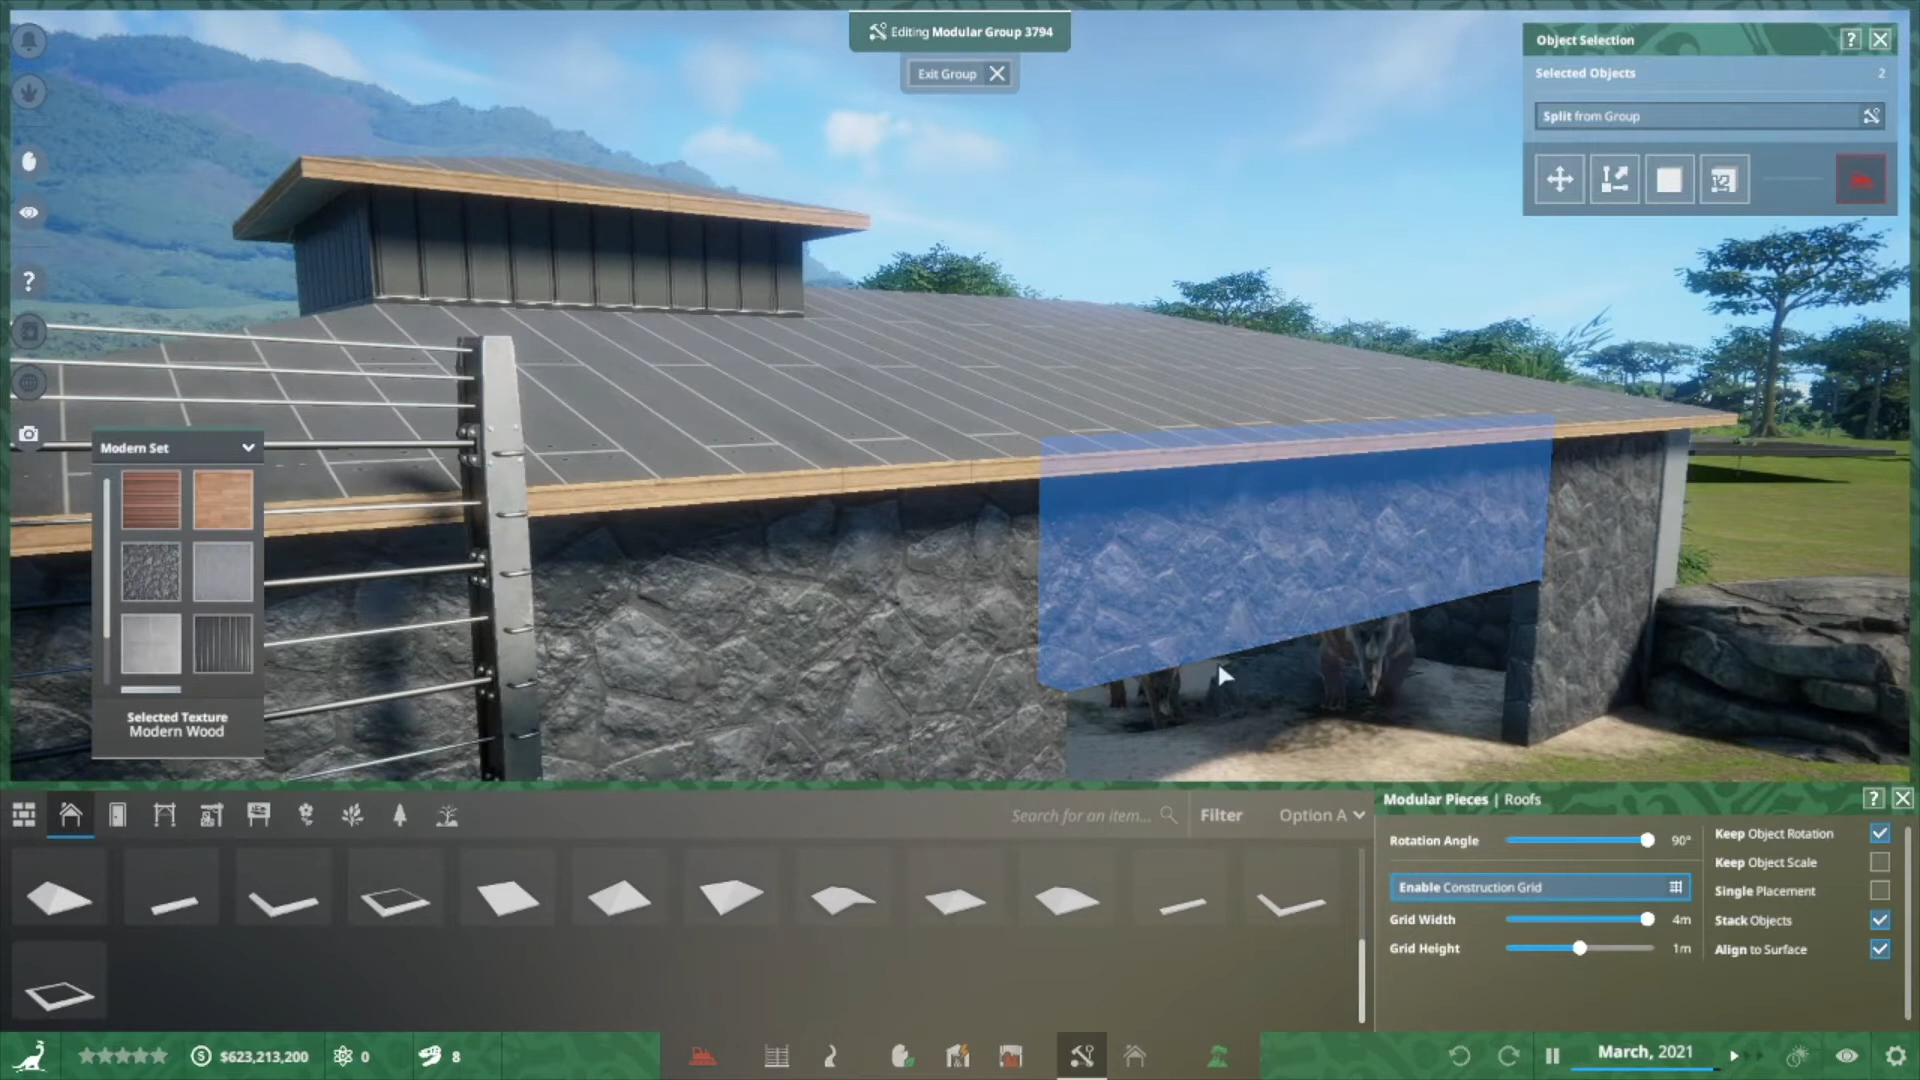 Editing Modular Group 3794
Exit Group
Object Selection
?
Selected Objects 2
Split from Group
?
Modern Set
Selected Texture
Modern Wood
Search for an item...
Filter
Option A
Modular Pieces | Roofs
?
Rotation Angle 90°
Enable Construction Grid
Grid Width 4m
Grid Height 1m
Keep Object Rotation
Keep Object Scale
Single Placement
Stack Objects
Align to Surface
$623,213,200
0
8
March, 2021